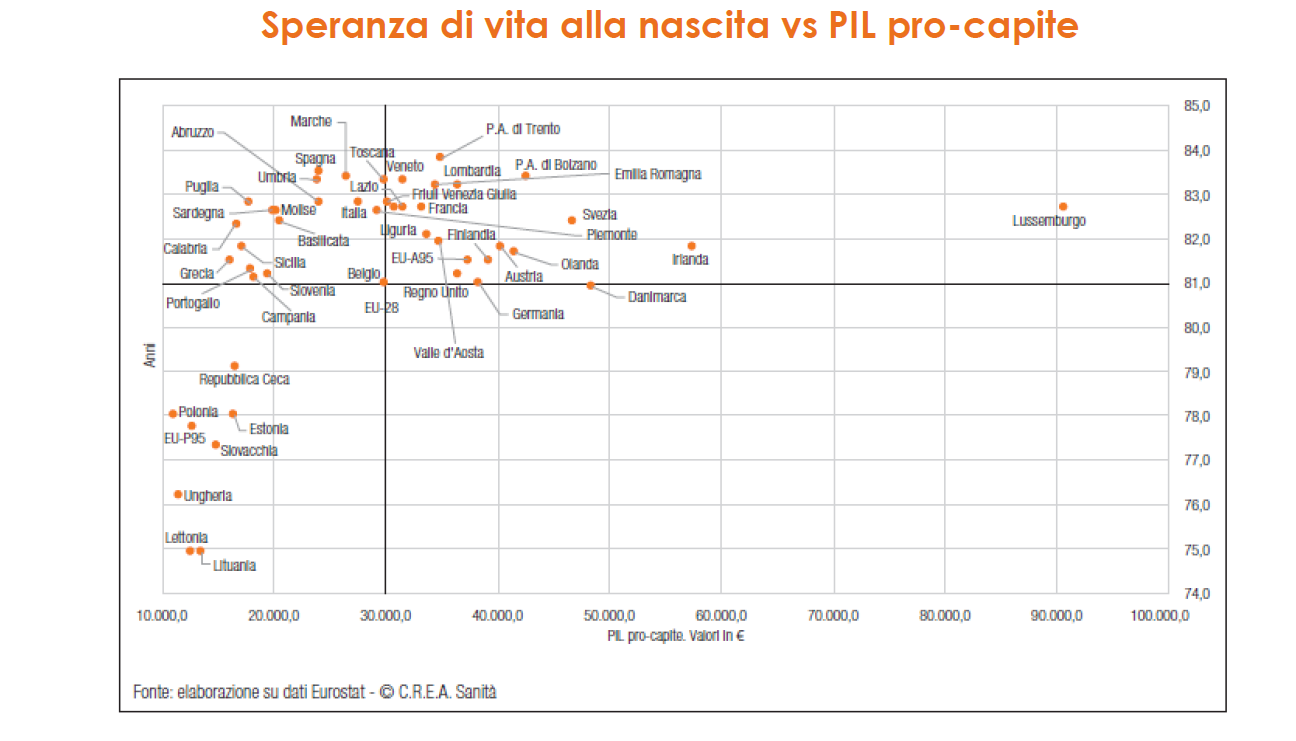 Speranza di vita alla nascita vs PIL pro-capite
Marche
Abruzzo
P.A. di Trento
Toscana
Spagna
Veneto
Lombardia
P.A. di Bolzano
Emilia Romagna
Umbria
Puglia
Lazio
Friuli Venezia Giulia
Sardegna
Molise
Italia
Francia
Svezia
Lussemburgo
Liguria
Finlandia
Piemonte
Basilicata
Calabria
Sicilia
EU-A95
Olanda
Irlanda
Grecia
Belgio
Austria
Slovenia
Regno Unito
Danimarca
Portogallo
Campania
EU-28
Germania
Valle d'Aosta
Repubblica Ceca
Polonia
Estonia
EU-P95
Slovacchia
Ungheria
Lettonia
Lituania
Anni
85,0
84,0
83,0
82,0
81,0
80,0
79,0
78,0
77,0
76,0
75,0
74,0
10.000,0 20.000,0 30.000,0 40.000,0 50.000,0 60.000,0 70.000,0 80.000,0 90.000,0 100.000,0
PIL pro-capite. Valori in €
Fonte: elaborazione su dati Eurostat - © C.R.E.A. Sanità